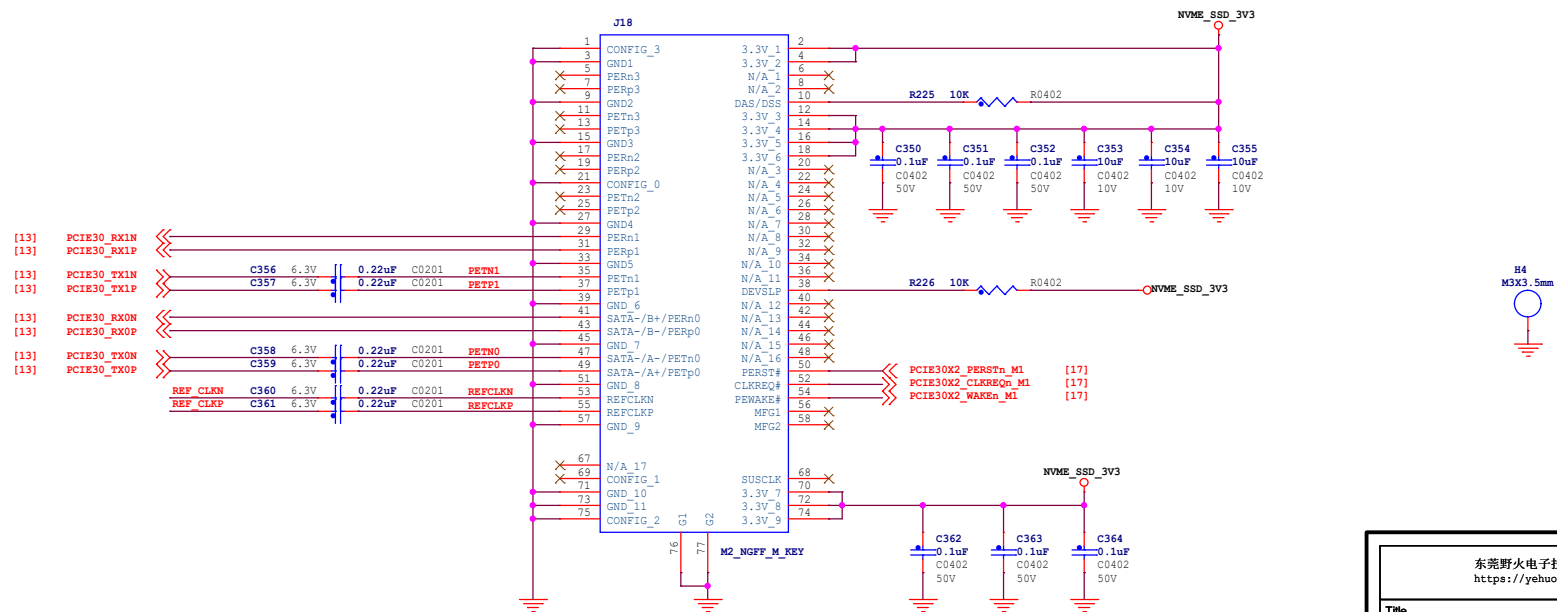 J18
NVME_SSD_3V3
1 CONFIG_3 3.3V_1 2
3 GND1 3.3V_2 4
5 PERn3 N/A_1 6
7 PERp3 N/A_2 8
9 GND2 DAS/DSS 10 R225 10K R0402
11 PETn3 3.3V_3 12
13 PETp3 3.3V_4 14
15 GND3 3.3V_5 16
17 PERn2 3.3V_6 18
19 PERp2 N/A_3 20
21 CONFIG_0 N/A_4 22
23 PETn2 N/A_5 24
25 PETp2 N/A_6 26
27 GND4 N/A_7 28
[13] PCIE30_RX1N 29 PERn1 N/A_8 30
[13] PCIE30_RX1P 31 PERp1 N/A_9 32
33 GND5 N/A_10 34
[13] PCIE30_TX1N C356 6.3V 0.22uF C0201 PETN1 35 PETn1 N/A_11 36
[13] PCIE30_TX1P C357 6.3V 0.22uF C0201 PETP1 37 PETp1 DEVSLP 38 R226 10K R0402 NVME_SSD_3V3
39 GND_6 N/A_12 40
[13] PCIE30_RX0N 41 SATA-/B+/PERn0 N/A_13 42
[13] PCIE30_RX0P 43 SATA-/B-/PERp0 N/A_14 44
45 GND_7 N/A_15 46
[13] PCIE30_TX0N C358 6.3V 0.22uF C0201 PETN0 47 SATA-/A-/PETn0 N/A_16 48
[13] PCIE30_TX0P C359 6.3V 0.22uF C0201 PETP0 49 SATA-/A+/PETp0 PERST# 50 PCIE30X2_PERSTn_M1 [17]
51 GND_8 CLKREQ# 52 PCIE30X2_CLKREQn_M1 [17]
REF_CLKN C360 6.3V 0.22uF C0201 REFCLKN 53 REFCLKN PEWAKE# 54 PCIE30X2_WAKEn_M1 [17]
REF_CLKP C361 6.3V 0.22uF C0201 REFCLKP 55 REFCLKP MFG1 56
57 GND_9 MFG2 58
67 N/A_17
69 CONFIG_1 SUSCLK 68
71 GND_10 3.3V_7 70
73 GND_11 3.3V_8 72
75 CONFIG_2 3.3V_9 74
G1 G2
76 77
M2_NGFF_M_KEY
C350 C351 C352 C353 C354 C355
0.1uF 0.1uF 0.1uF 10uF 10uF 10uF
C0402 C0402 C0402 C0402 C0402 C0402
50V 50V 50V 10V 10V 10V
NVME_SSD_3V3
C362 C363 C364
0.1uF 0.1uF 0.1uF
C0402 C0402 C0402
50V 50V 50V
H4
M3X3.5mm
东莞野火电子
https://yehuo
Title